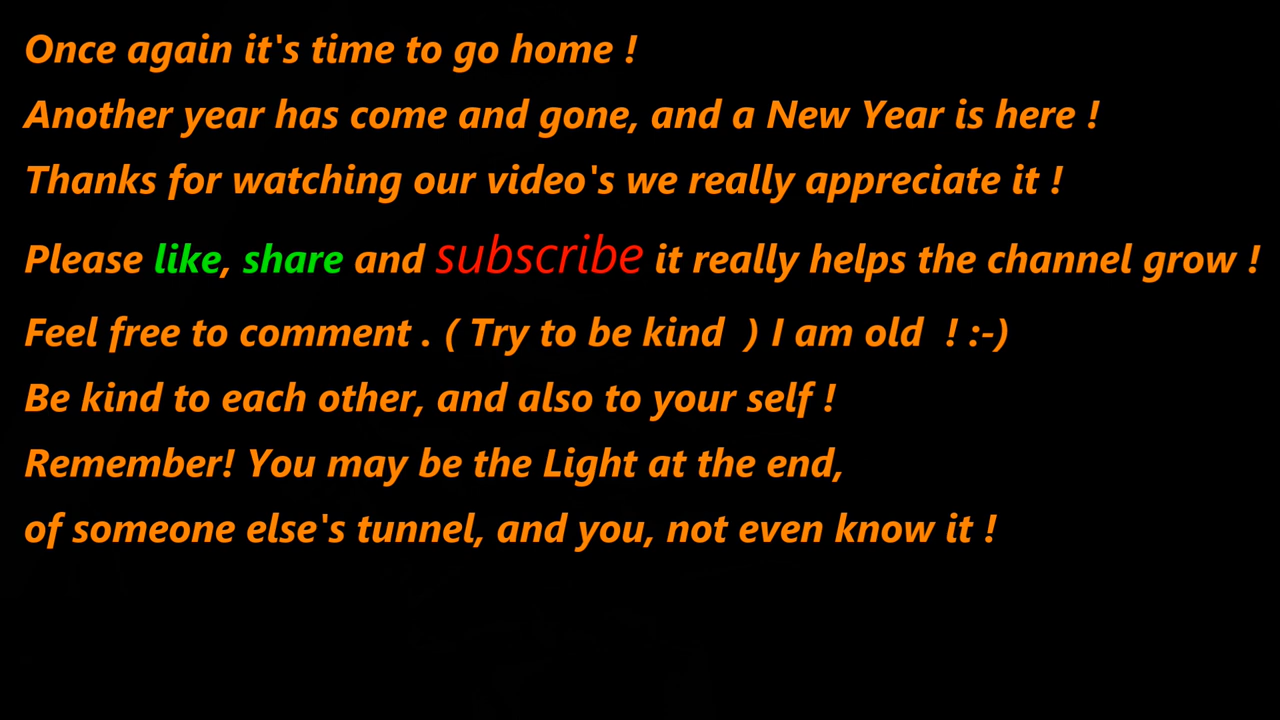 Once again it's time to go home !
Another year has come and gone, and a New Year is here !
Thanks for watching our video's we really appreciate it !
Please like, share and subscribe it really helps the channel grow !
Feel free to comment . ( Try to be kind  ) I am old  ! :-)
Be kind to each other, and also to your self !
Remember! You may be the Light at the end,
of someone else's tunnel, and you, not even know it !